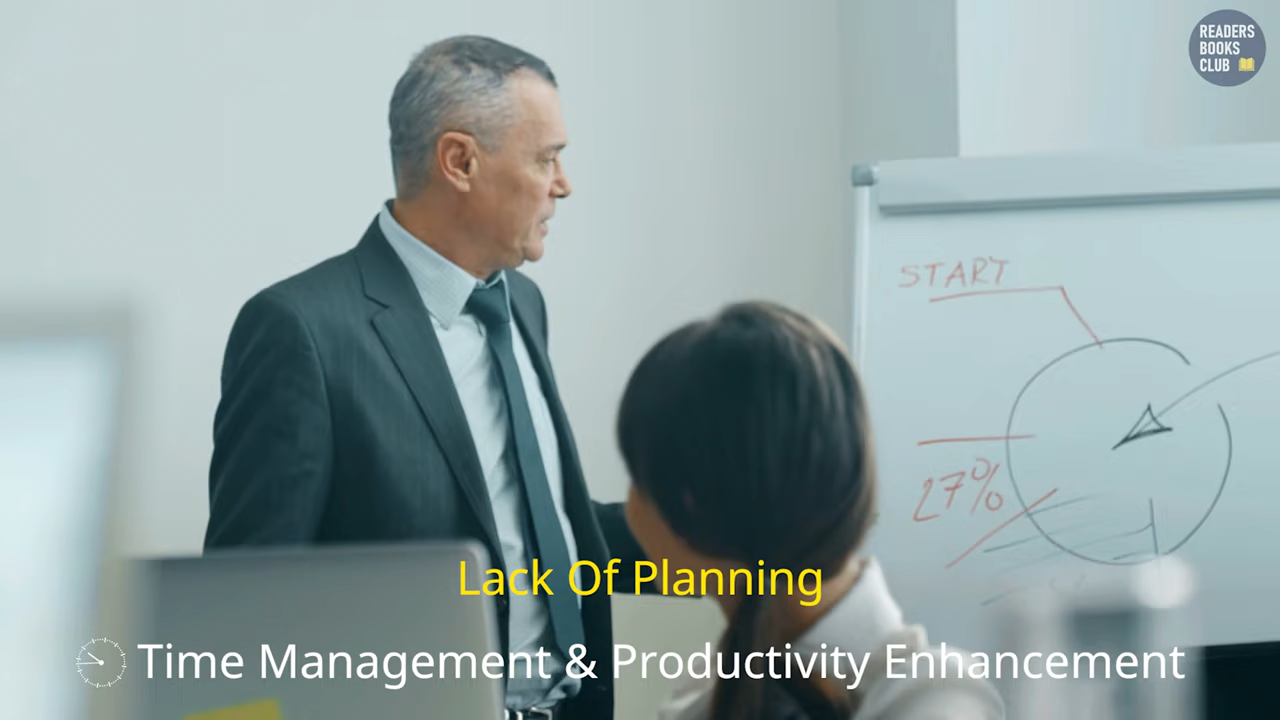 READERS
BOOKS
CLUB
START
27%
Lack Of Planning
Time Management & Productivity Enhancement